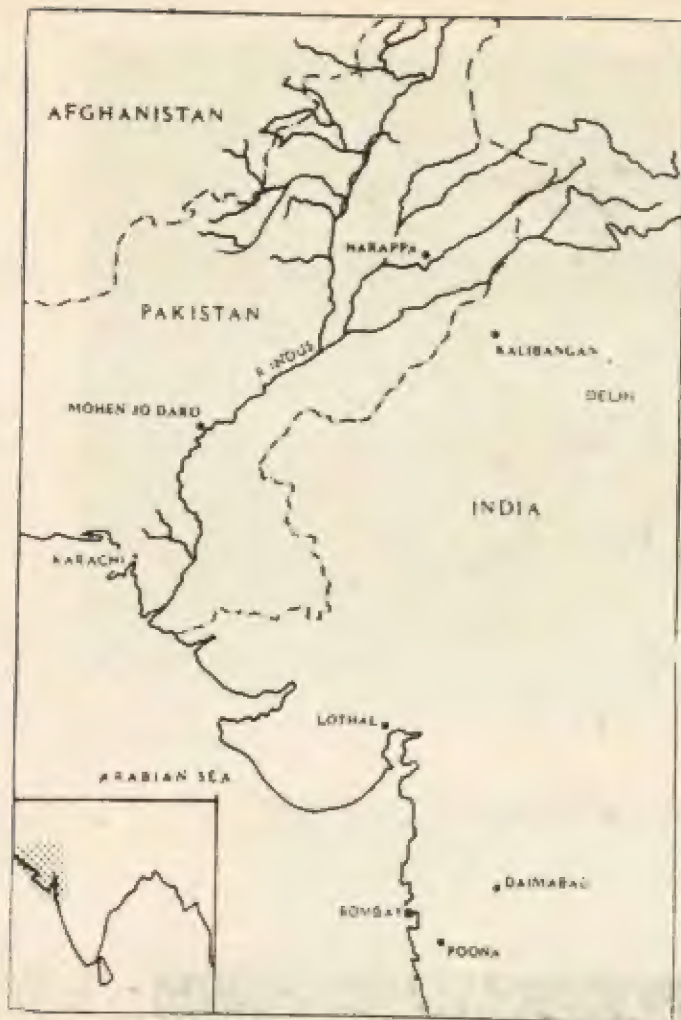 AFGHANISTAN
HARAPPA
PAKISTAN
R. INDUS
KALIBANGAN
MOHEN JO DARO
DELHI
INDIA
KARACHI
LOTHAL
ARABIAN SEA
DAIMABAD
BOMBAY
POONA